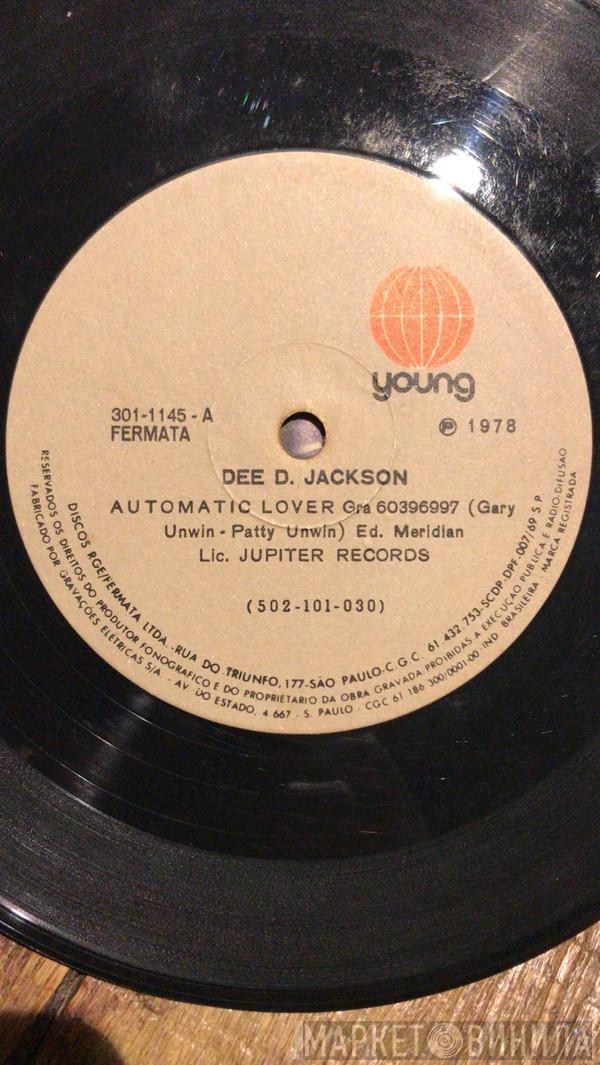 young
301-1145-A
FERMATA
℗ 1978
DEE D. JACKSON
AUTOMATIC LOVER Gra 60396997 (Gary
Unwin - Patty Unwin) Ed. Meridian
Lic. JUPITER RECORDS
(502-101-030)
DISCOS RGE/FERMATA LTDA.-RUA DO TRIUNFO, 177-SÃO PAULO-C.G.C. 61.432.753-SCDP-DPF-007/69 S P.
RESERVADOS OS DIREITOS DO PRODUTOR FONOGRAFICO E DO PROPRIETARIO DA OBRA GRAVADA PROIBIDAS A EXECUÇÃO PUBLICA E RADIO-DIFUSAO
FABRICADO POR GRAVAÇÕES ELETRICAS S/A - AV. DO ESTADO, 4.667 - S. PAULO - CGC 61 186 300/0001-00 - IND. BRASILEIRA - MARCA REGISTRADA
МАРКЕТ ВИНИЛА